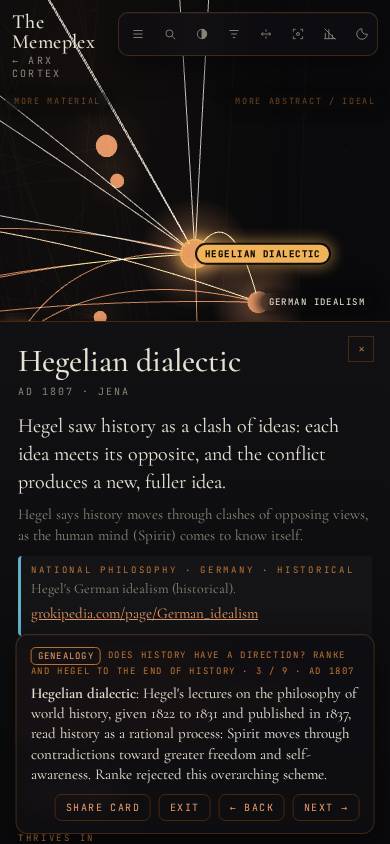 The
Memeplex
← ARX
CORTEX
MORE MATERIAL
MORE ABSTRACT / IDEAL
HEGELIAN DIALECTIC
GERMAN IDEALISM
Hegelian dialectic
×
AD 1807 · JENA
Hegel saw history as a clash of ideas: each
idea meets its opposite, and the conflict
produces a new, fuller idea.
Hegel says history moves through clashes of opposing views,
as the human mind (Spirit) comes to know itself.
NATIONAL PHILOSOPHY · GERMANY · HISTORICAL
Hegel's German idealism (historical).
grokipedia.com/page/German_idealism
GENEALOGY DOES HISTORY HAVE A DIRECTION? RANKE
AND HEGEL TO THE END OF HISTORY · 3 / 9 · AD 1807
Hegelian dialectic: Hegel's lectures on the philosophy of
world history, given 1822 to 1831 and published in 1837,
read history as a rational process: Spirit moves through
contradictions toward greater freedom and self-
awareness. Ranke rejected this overarching scheme.
SHARE CARD EXIT ← BACK NEXT →
THRIVES IN